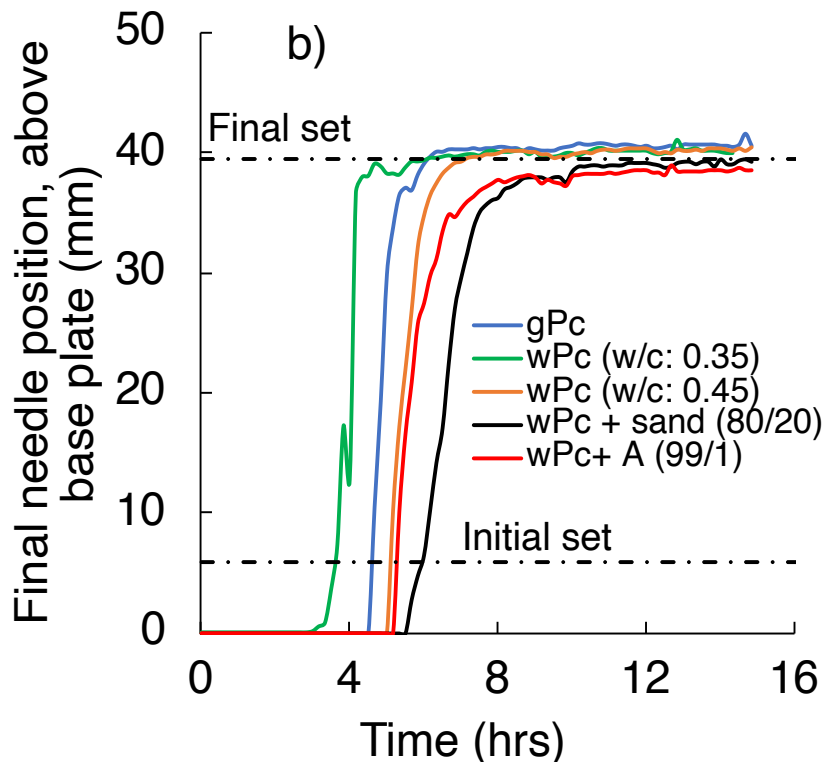 b)
Final needle position, above
base plate (mm)
50
40
30
20
10
0
Final set
gPc
wPc (w/c: 0.35)
wPc (w/c: 0.45)
wPc + sand (80/20)
wPc+ A (99/1)
Initial set
0 4 8 12 16
Time (hrs)